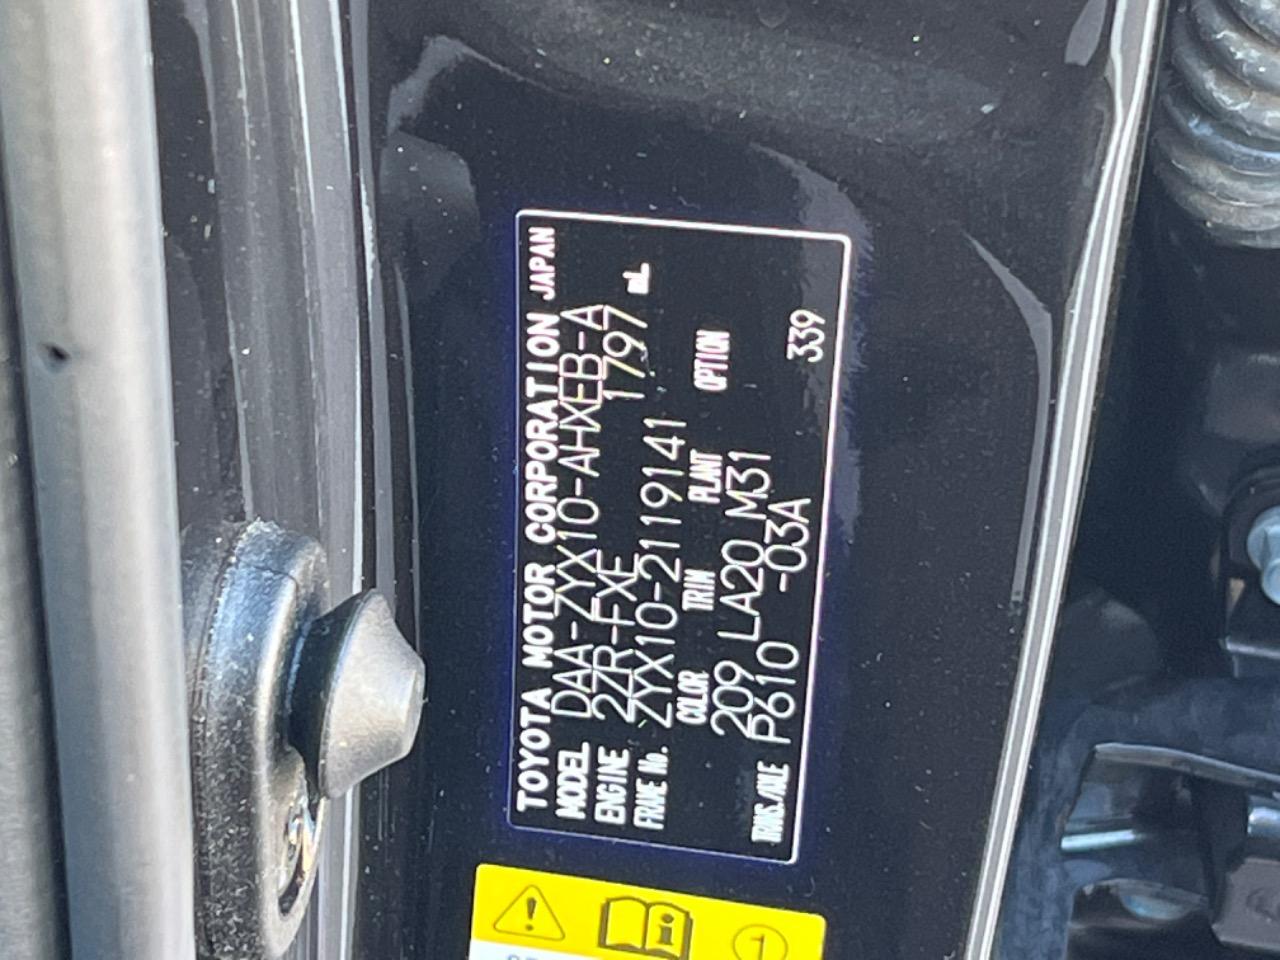 TOYOTA MOTOR CORPORATION JAPAN
MODEL DAA-ZYX10-AHXEB-A
ENGINE 2ZR-FXE 1797 mL
FRAME No. ZYX10-2119141
COLOR TRIM PLANT OPTION
209 LA20 M31
TRANS./AXLE P610 -03A 339
1